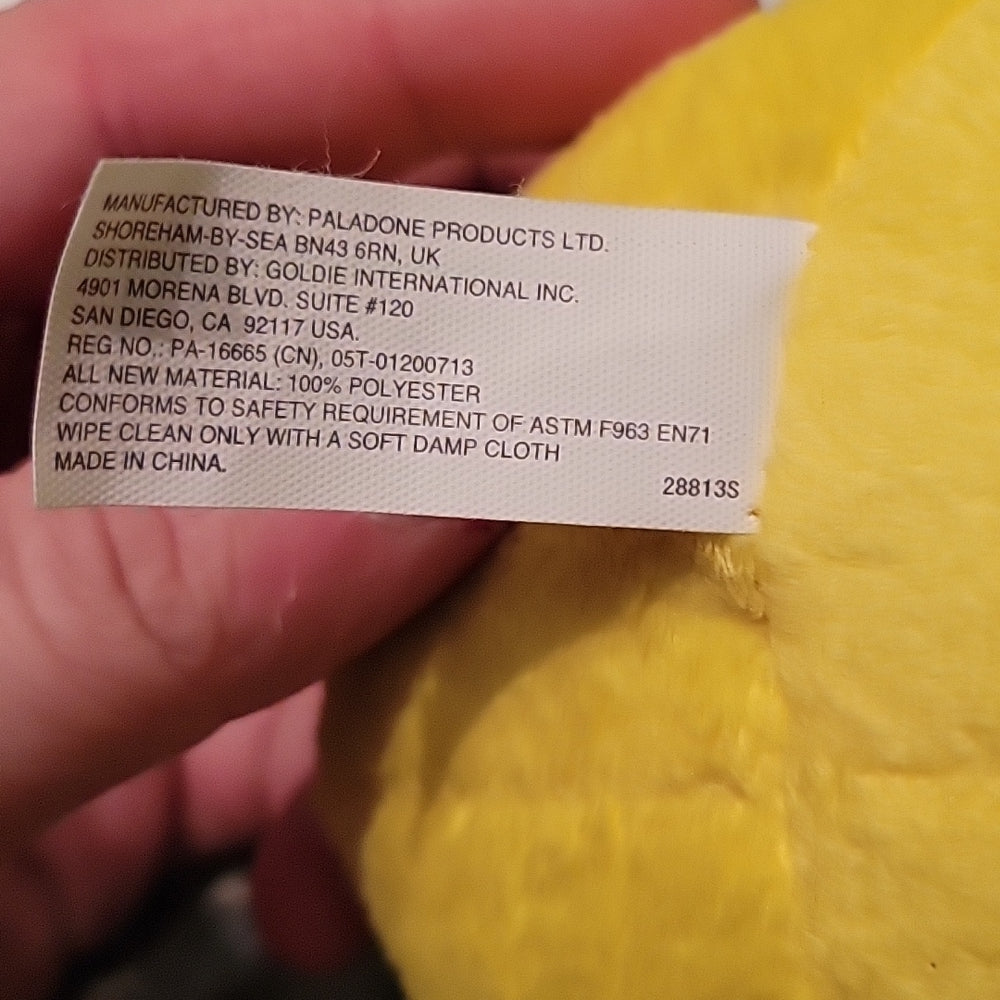 MANUFACTURED BY: PALADONE PRODUCTS LTD.
SHOREHAM-BY-SEA BN43 6RN, UK
DISTRIBUTED BY: GOLDIE INTERNATIONAL INC.
4901 MORENA BLVD. SUITE #120
SAN DIEGO, CA 92117 USA.
REG NO.: PA-16665 (CN), 05T-01200713
ALL NEW MATERIAL: 100% POLYESTER
CONFORMS TO SAFETY REQUIREMENT OF ASTM F963 EN71
WIPE CLEAN ONLY WITH A SOFT DAMP CLOTH
MADE IN CHINA.
28813S